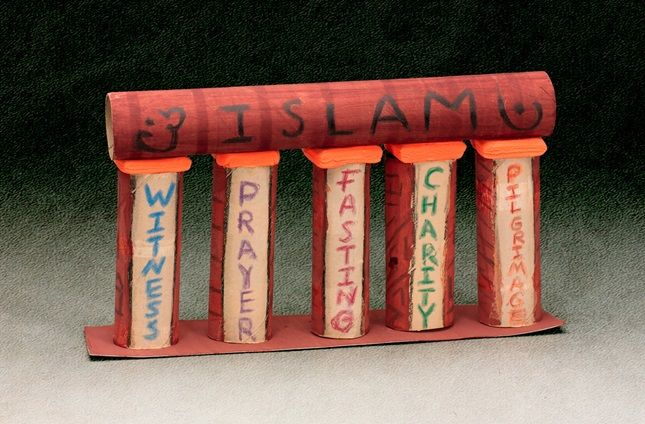 ISLAM
WITNESS
PRAYER
FASTING
CHARITY
PILGRIMAGE